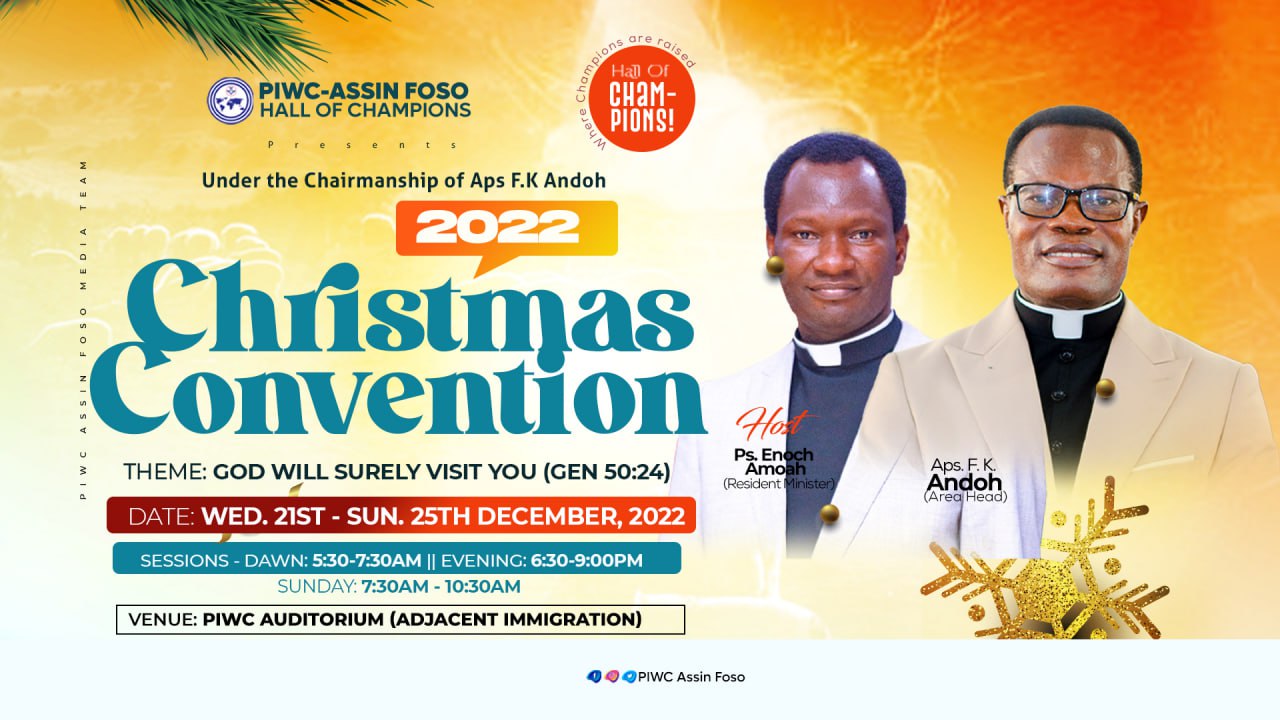 PIWC-ASSIN FOSO
HALL OF CHAMPIONS
Presents
Where Champions are raised
Hall Of
CHAM-
PIONS!
Under the Chairmanship of Aps F.K Andoh
2022
Christmas
Convention
THEME: GOD WILL SURELY VISIT YOU (GEN 50:24)
DATE: WED. 21ST - SUN. 25TH DECEMBER, 2022
SESSIONS - DAWN: 5:30-7:30AM || EVENING: 6:30-9:00PM
SUNDAY: 7:30AM - 10:30AM
VENUE: PIWC AUDITORIUM (ADJACENT IMMIGRATION)
PIWC ASSIN FOSO MEDIA TEAM
Host
Ps. Enoch
Amoah
(Resident Minister)
Aps. F. K.
Andoh
(Area Head)
PIWC Assin Foso